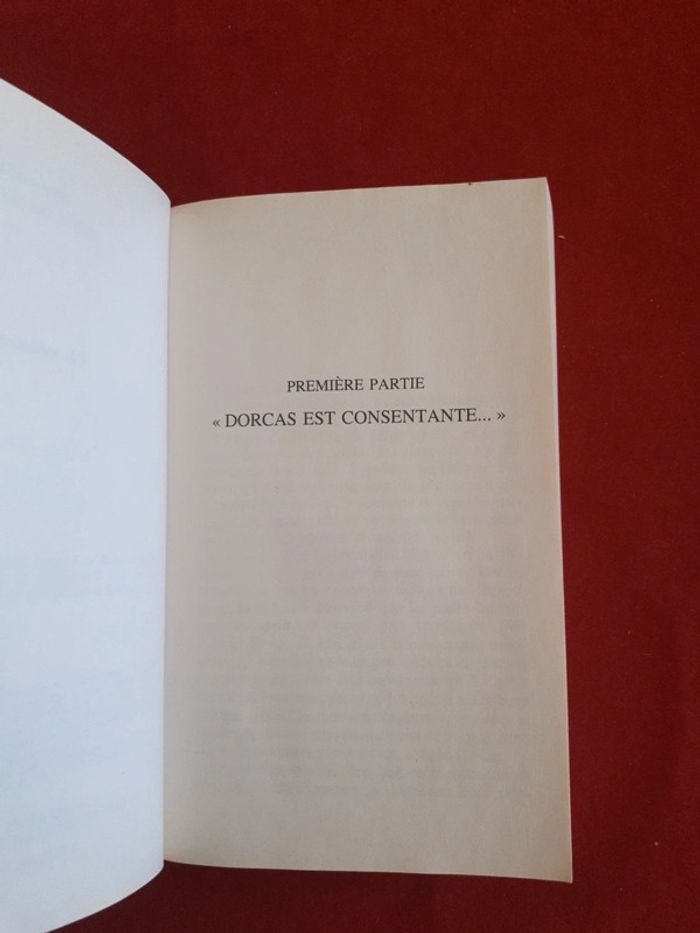 PREMIÈRE PARTIE
« DORCAS EST CONSENTANTE... »